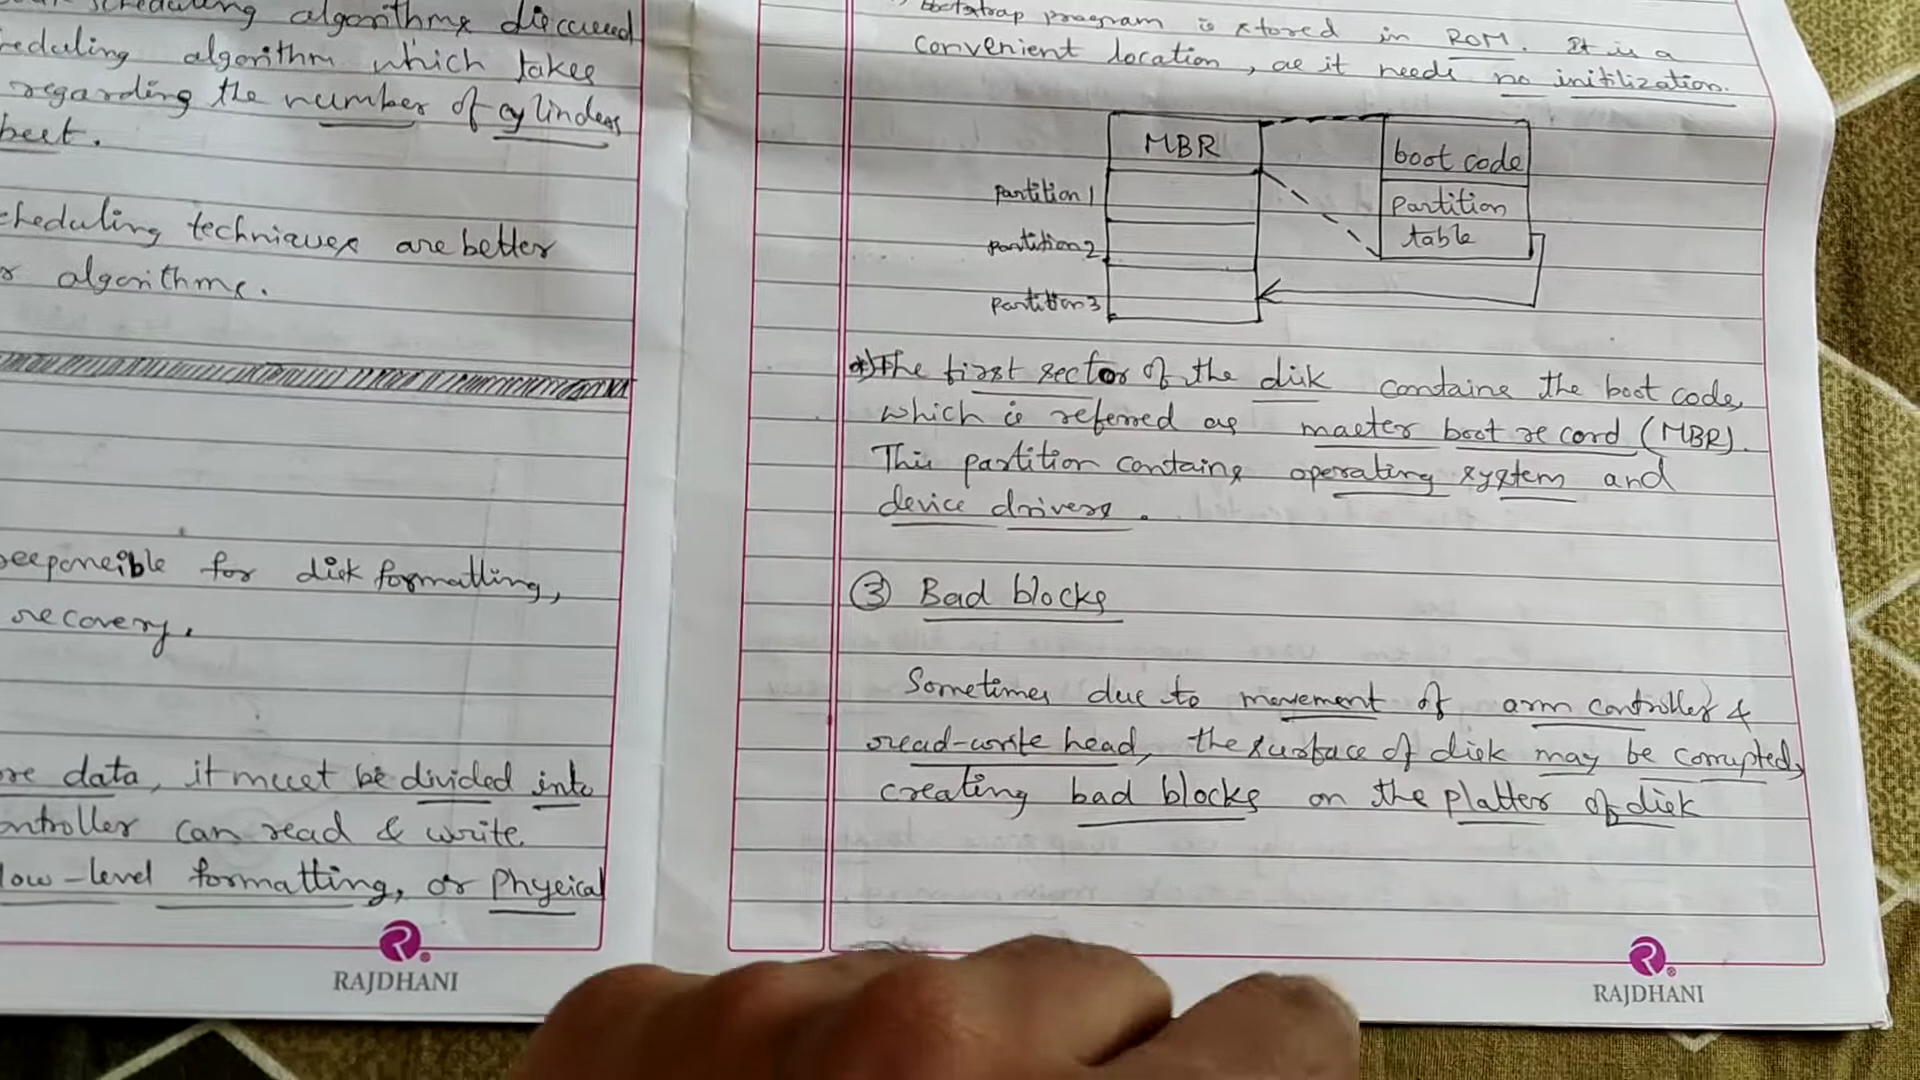 scheduling algorithms discussed
heduling algorithm which takes
regarding the number of cylinders
best.
cheduling techniques are better
algorithms.
responsible for disk formatting,
recovery.
re data, it must be divided into
ontroller can read & write
low-level formatting, or Physical
RAJDHANI
bootstrap program is stored in ROM. It is a
convenient location, as it needs no initilization.
MBR
boot code
partition 1
partition
table
partition 2
partition 3
*) The first sector of the disk contains the boot code,
which is referred as master boot record (MBR).
This partition contains operating system and
device drivers.
③ Bad blocks
Sometimes due to movement of arm controller &
read-write head, the surface of disk may be corrupted,
creating bad blocks on the platter of disk
RAJDHANI